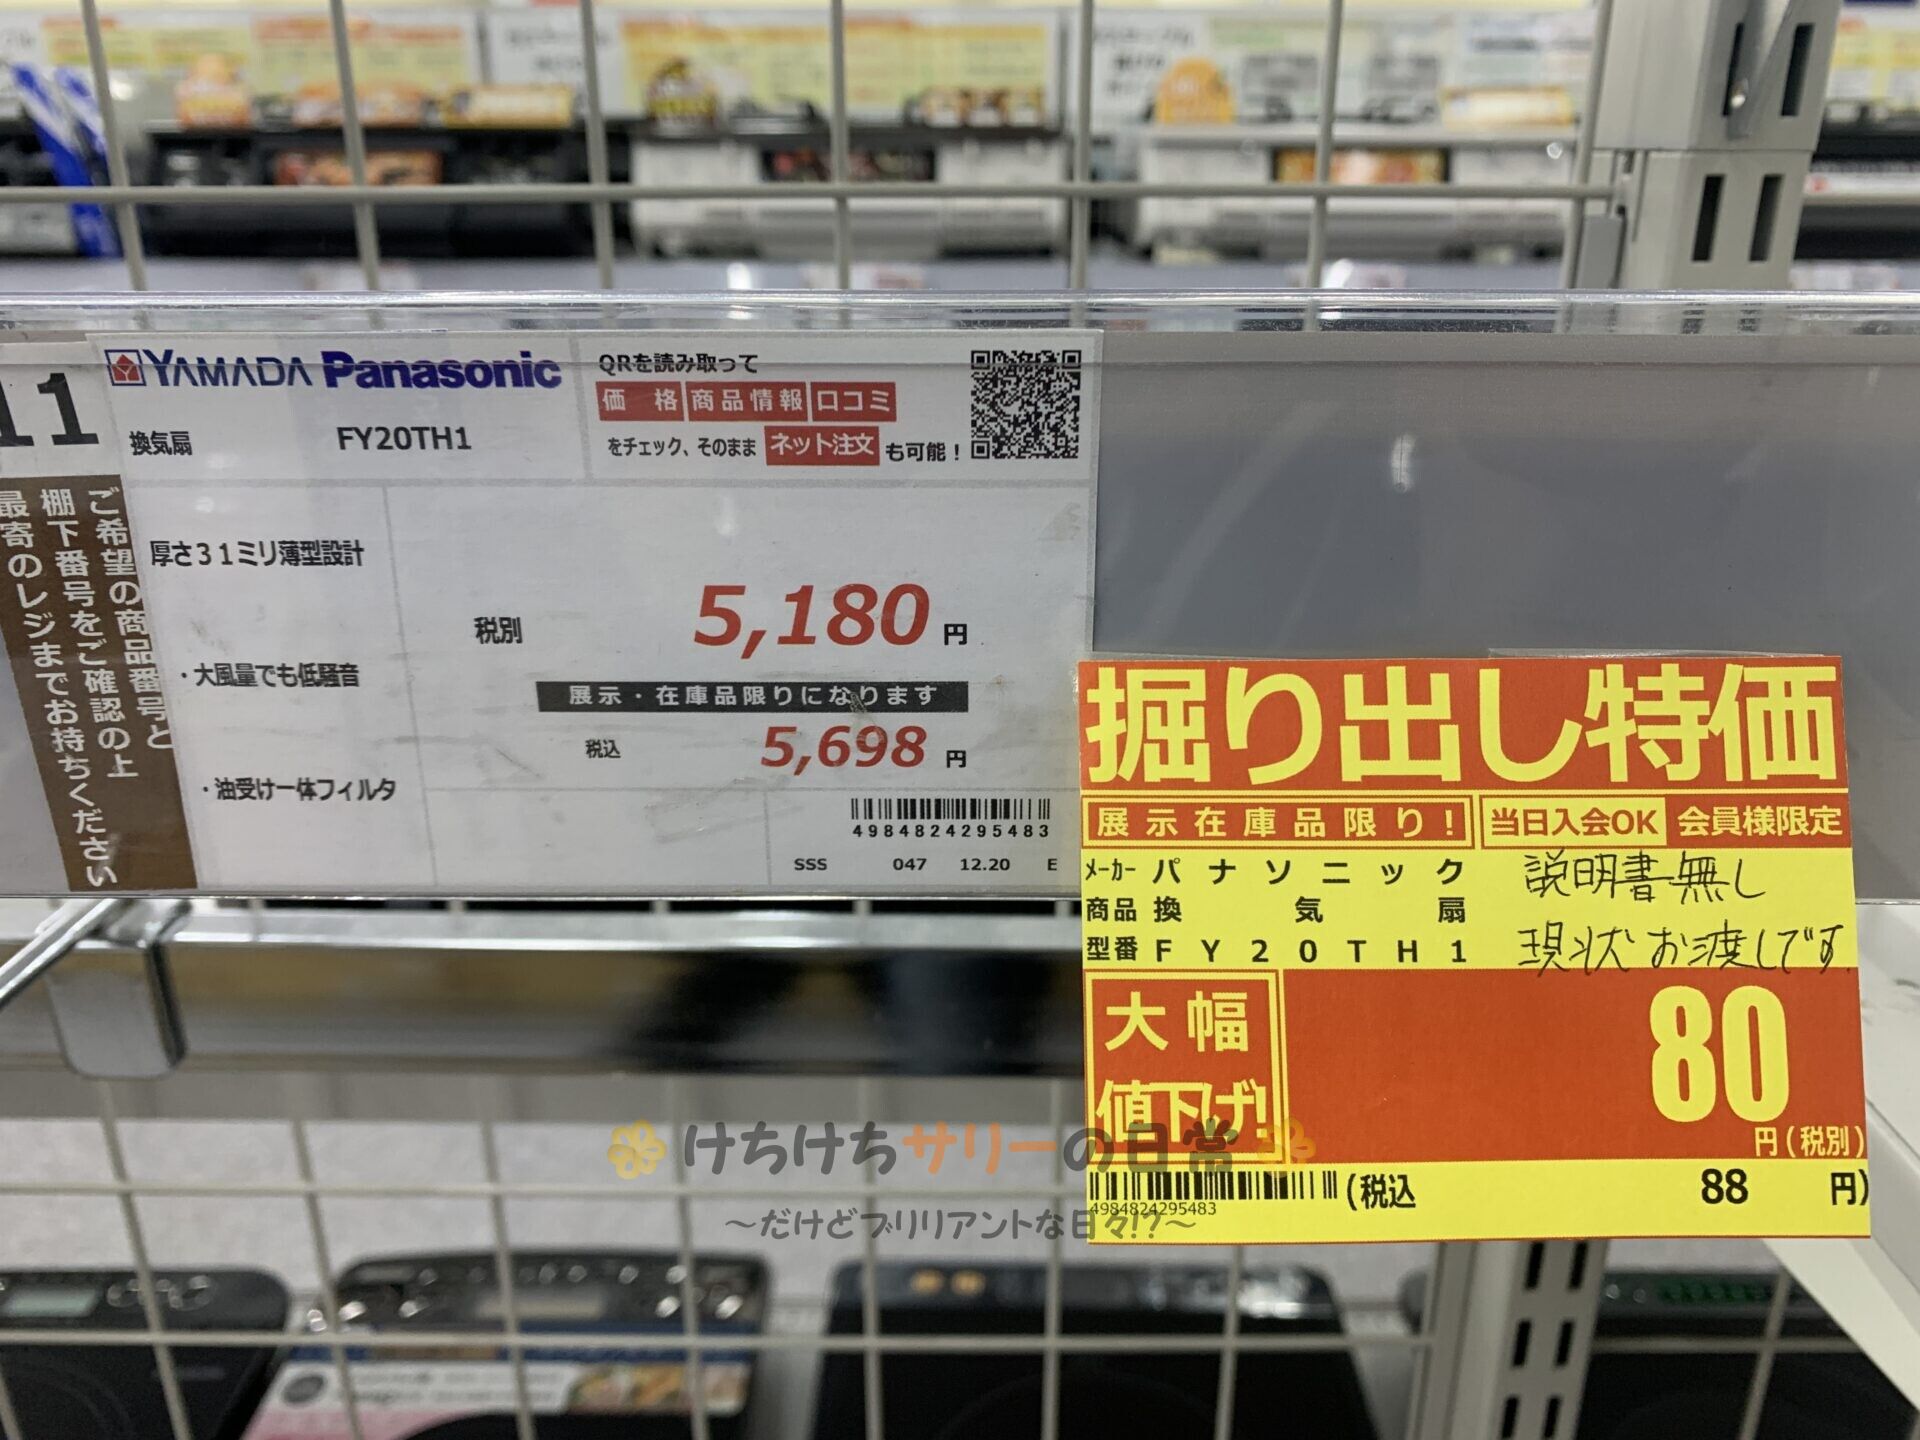 11
ご希望の商品番号と
棚下番号をご確認の上
最寄のレジまでお持ちください
YAMADA Panasonic
換気扇 FY20TH1
QRを読み取って
価格 商品情報 口コミ
をチェック、そのまま ネット注文 も可能！
厚さ31ミリ薄型設計
・大風量でも低騒音
・油受け一体フィルタ
税別 5,180 円
展示・在庫品限りになります
税込 5,698 円
4984824295483
SSS 047 12.20 E
掘り出し特価
展示在庫品限り！ 当日入会OK 会員様限定
メーカー パナソニック
商品 換気扇
型番 FY20TH1
説明書無し
現状お渡しです。
大幅
値下げ!
80
円(税別)
4984824295483
(税込 88 円)
けちけちサリーの日常
～だけどブリリアントな日々!?～